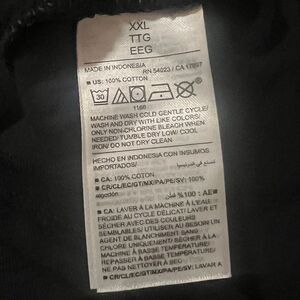 XXL
TTG
EEG
MADE IN INDONESIA RN 54023 / CA 17897
■ US: 100% COTTON
30
1168
MACHINE WASH COLD GENTLE CYCLE/
WASH AND DRY WITH LIKE COLORS/
ONLY NON-CHLORINE BLEACH WHEN
NEEDED/ TUMBLE DRY LOW/ COOL
IRON/ DO NOT DRY CLEAN
HECHO EN INDONESIA CON INSUMOS
IMPORTADOS/
■ CA: 100% COTTON
■ CR/CL/EC/GT/MX/PA/PE/SV: 100%
algodón
■ CA: LAVER À LA MACHINE À L'EAU
FROIDE AU CYCLE DÉLICAT/ LAVER ET
SÉCHER AVEC DES COULEURS
SEMBLABLES/ UTILISER AU BESOIN UN
AGENT DE BLANCHIMENT SANS
CHLORE UNIQUEMENT/ SÉCHER À LA
MACHINE À BASSE TEMPÉRATURE/
REPASSER À BASSE TEMPÉRATURE/
NE PAS NETTOYER À SEC
■ CR/CL/EC/GT/MX/PA/PE/SV: LAVAR A